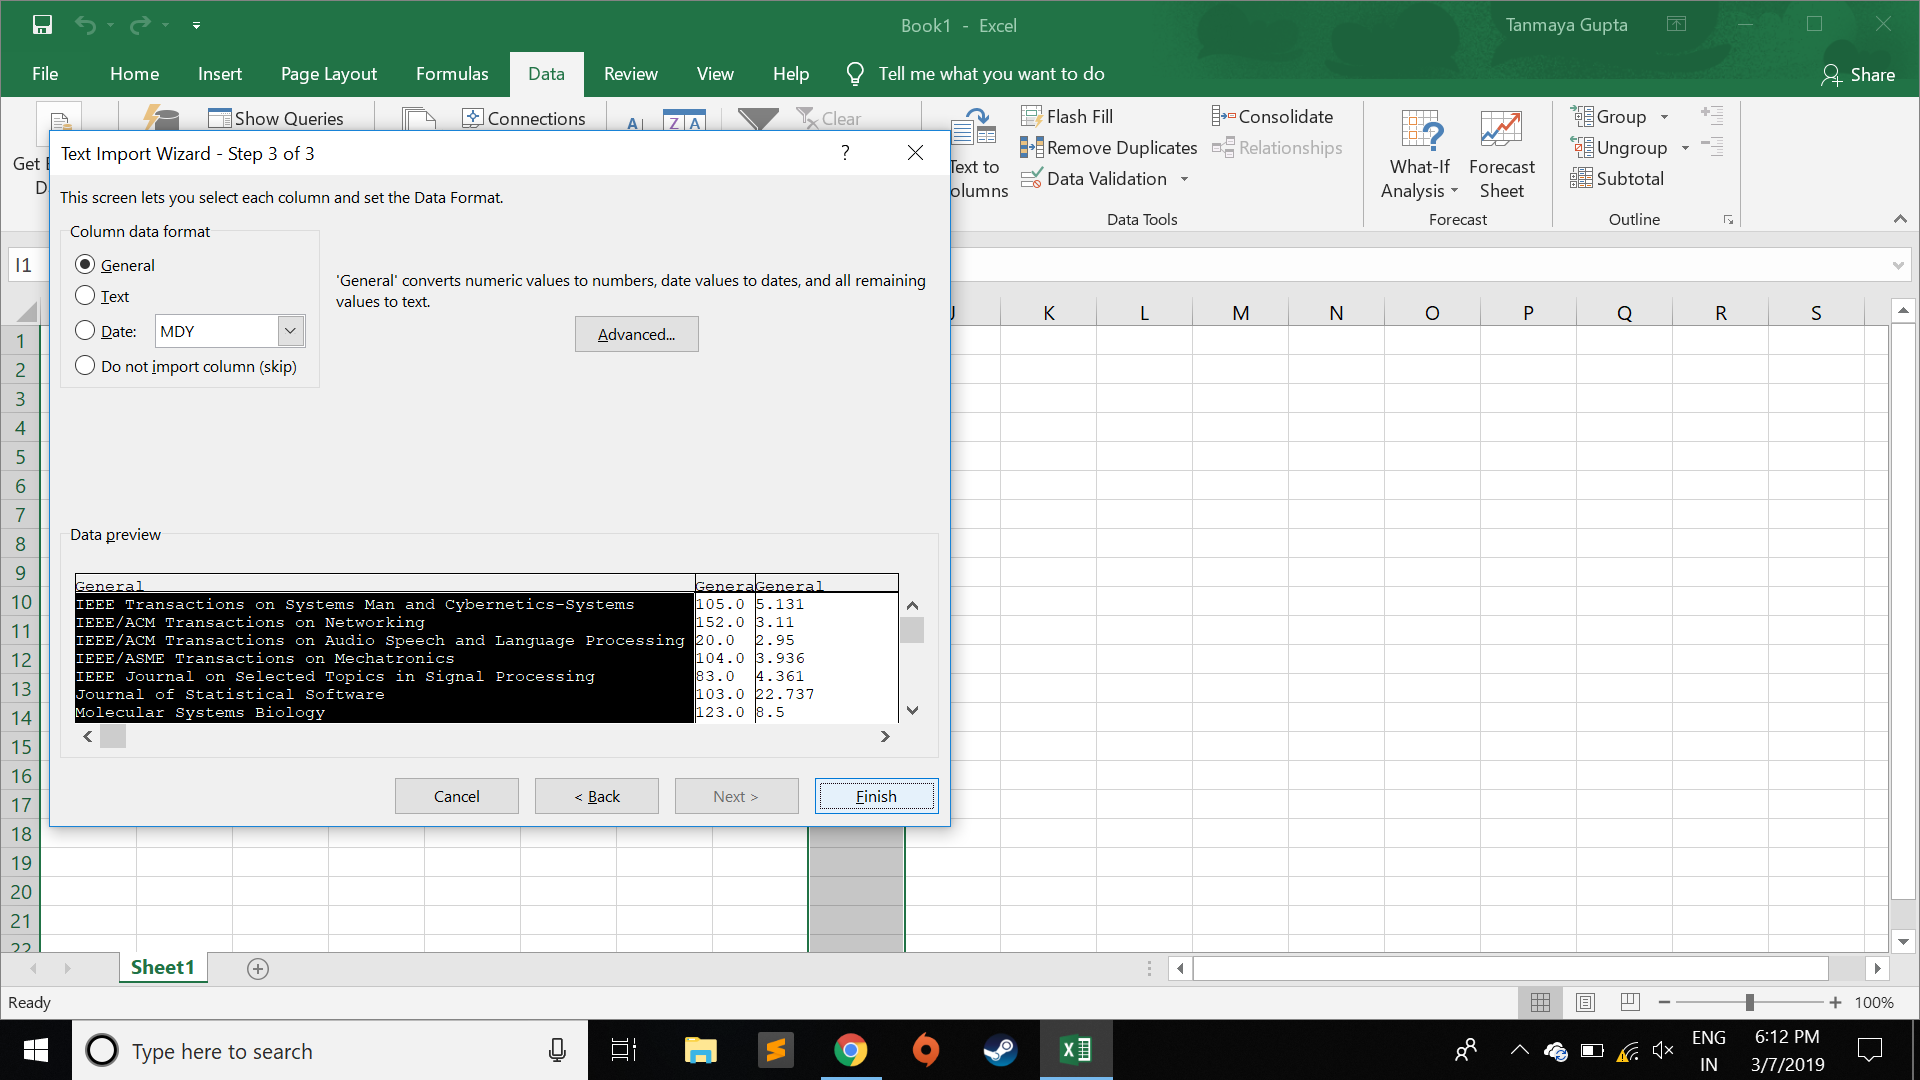 Book1 - Excel
Tanmaya Gupta
File Home Insert Page Layout Formulas Data Review View Help Tell me what you want to do
Share
Show Queries
Connections
Clear
Get
Flash Fill
Remove Duplicates
Data Validation
Consolidate
Relationships
Data Tools
What-If
Analysis
Forecast
Sheet
Forecast
Group
Ungroup
Subtotal
Outline
I1
Text Import Wizard - Step 3 of 3
?
This screen lets you select each column and set the Data Format.
Column data format
General
Text
Date: MDY
Do not import column (skip)
'General' converts numeric values to numbers, date values to dates, and all remaining
values to text.
Advanced...
Data preview
General Genera General
IEEE Transactions on Systems Man and Cybernetics-Systems 105.0 5.131
IEEE/ACM Transactions on Networking 152.0 3.11
IEEE/ACM Transactions on Audio Speech and Language Processing 20.0 2.95
IEEE/ASME Transactions on Mechatronics 104.0 3.936
IEEE Journal on Selected Topics in Signal Processing 83.0 4.361
Journal of Statistical Software 103.0 22.737
Molecular Systems Biology 123.0 8.5
Cancel < Back Next > Finish
K L M N O P Q R S
1
2
3
4
5
6
7
8
9
10
11
12
13
14
15
16
17
18
19
20
21
22
Sheet1
Ready
100%
Type here to search
ENG
IN
6:12 PM
3/7/2019